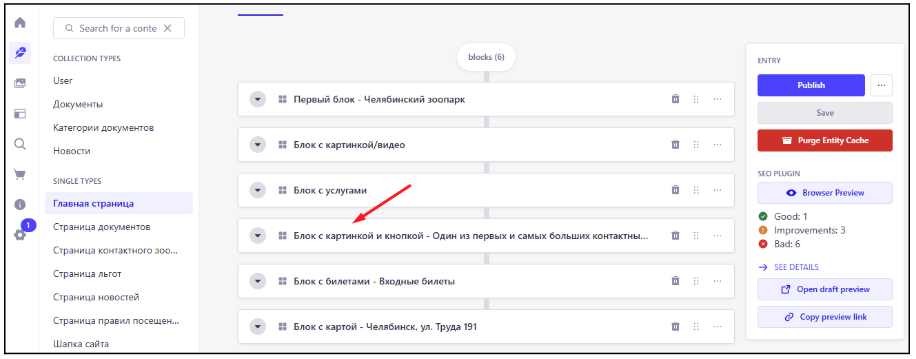 Search for a conte
COLLECTION TYPES
User
Документы
Категории документов
Новости
SINGLE TYPES
Главная страница
Страница документов
Страница контактного зоо...
Страница льгот
Страница новостей
Страница правил посещен...
Шапка сайта
1
blocks (6)
Первый блок - Челябинский зоопарк
Блок с картинкой/видео
Блок с услугами
Блок с картинкой и кнопкой - Один из первых и самых больших контактны...
Блок с билетами - Входные билеты
Блок с картой - Челябинск, ул. Труда 191
ENTRY
Publish
Save
Purge Entity Cache
SEO PLUGIN
Browser Preview
Good: 1
Improvements: 3
Bad: 6
SEE DETAILS
Open draft preview
Copy preview link